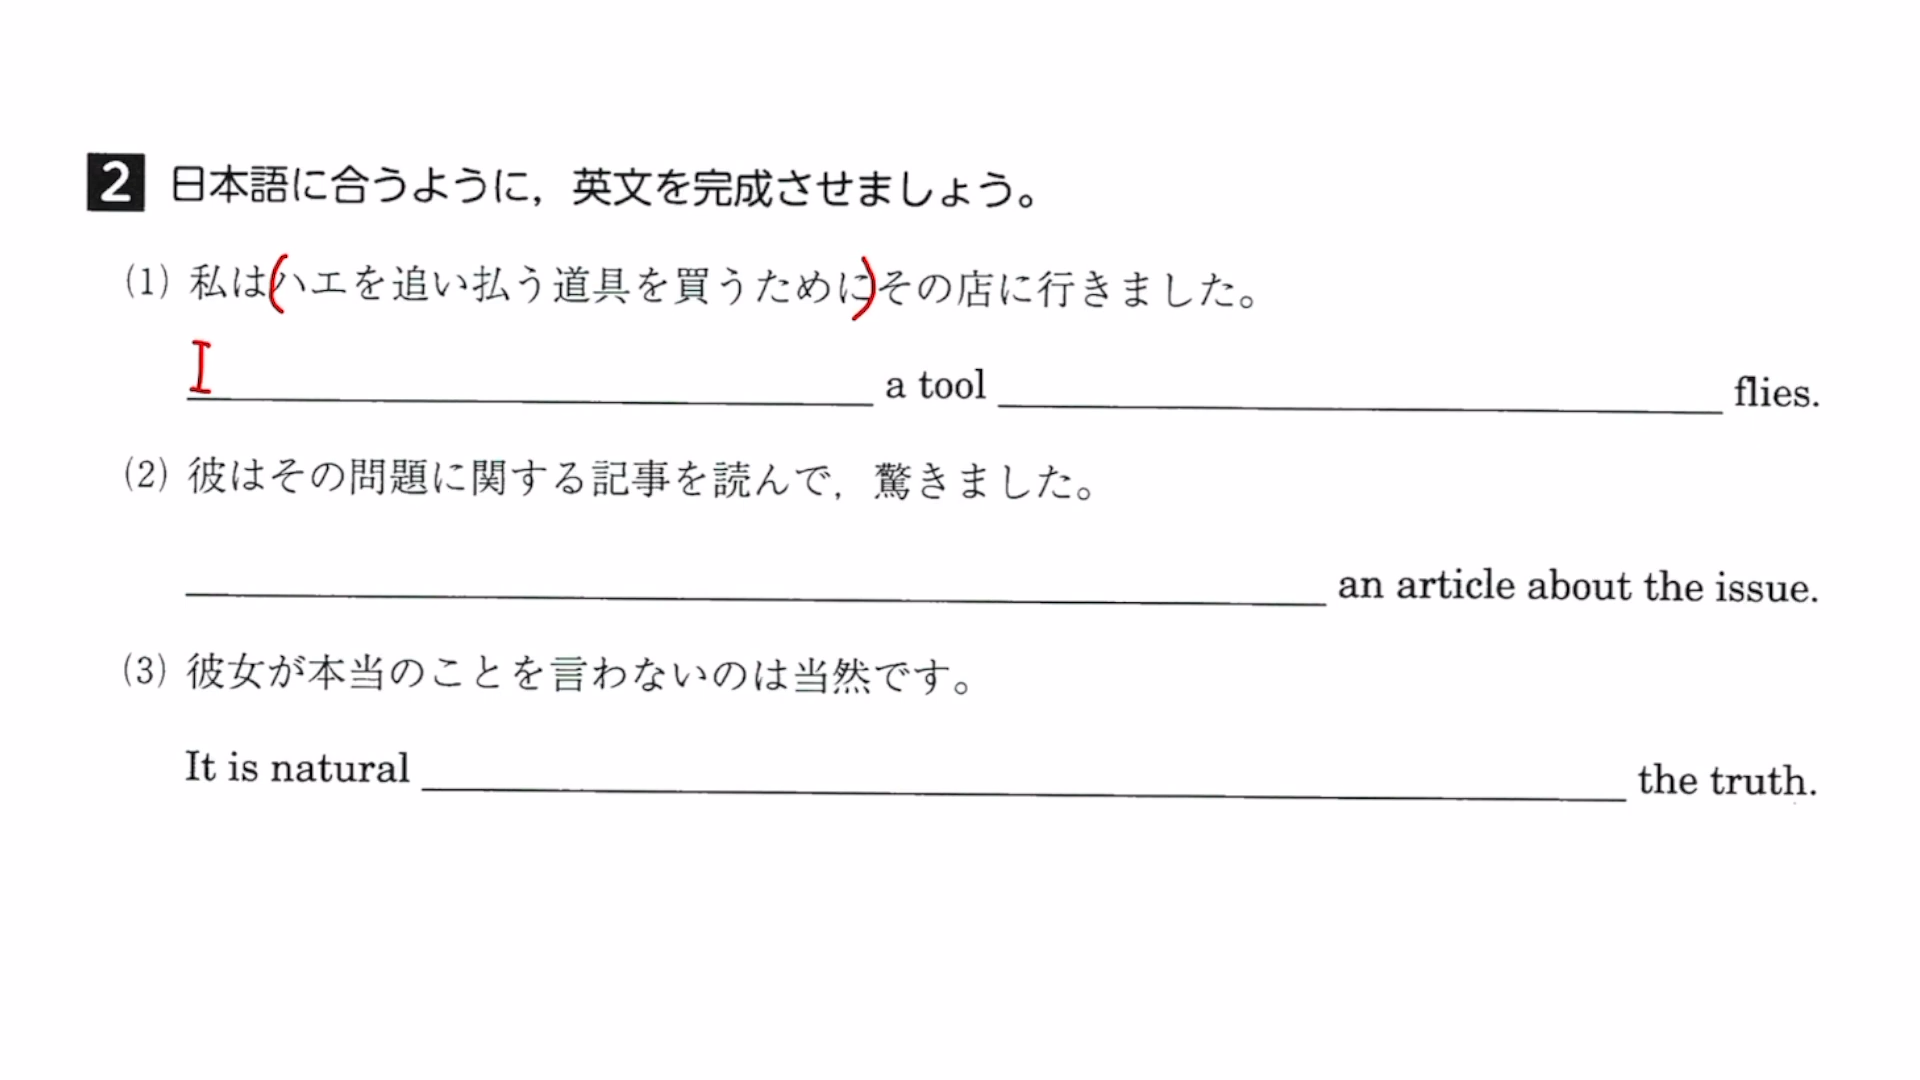 2 日本語に合うように，英文を完成させましょう。
(1) 私は(ハエを追い払う道具を買うために)その店に行きました。
I a tool flies.
(2) 彼はその問題に関する記事を読んで，驚きました。
an article about the issue.
(3) 彼女が本当のことを言わないのは当然です。
It is natural the truth.